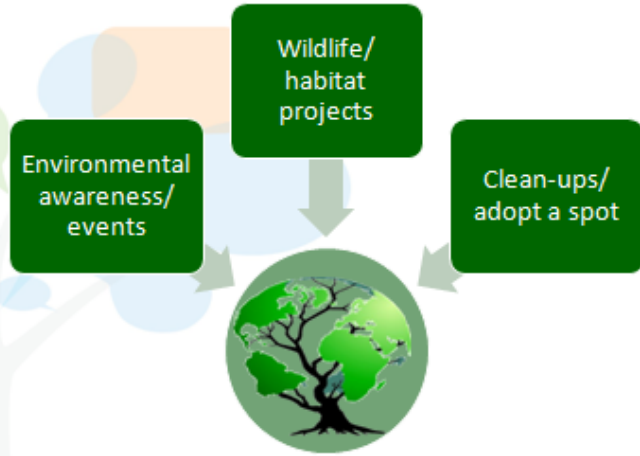 Wildlife/
habitat
projects
Environmental
awareness/
events
Clean-ups/
adopt a spot